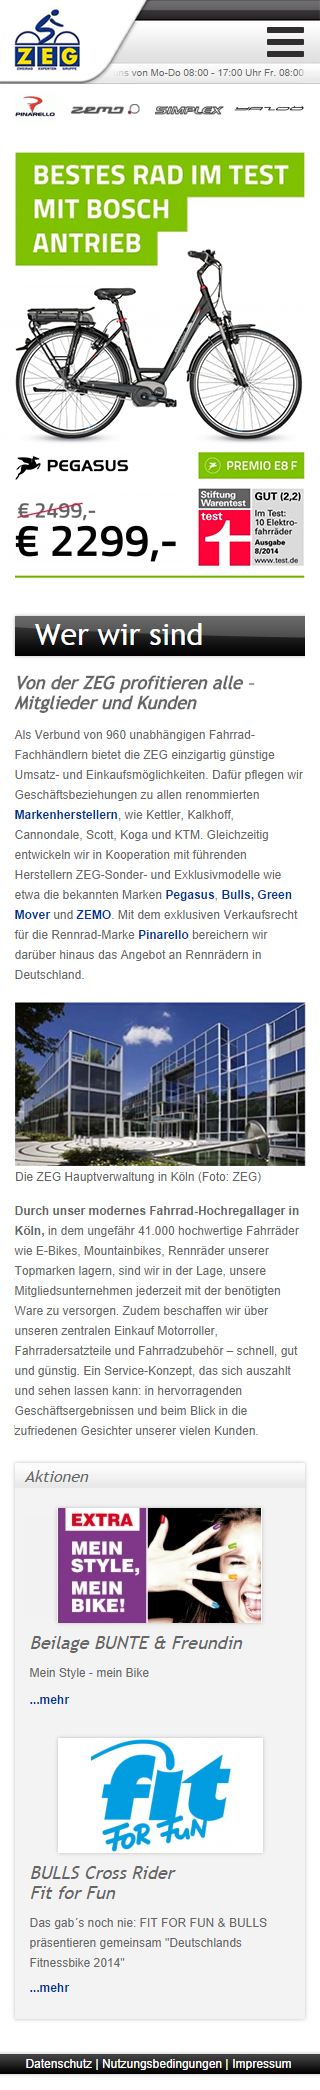 ZEG
ZWEIRAD EXPERTEN GRUPPE
uns von Mo-Do 08:00 - 17:00 Uhr Fr. 08:00
PINARELLO ZEMO SIMPLEX YAZOO
BESTES RAD IM TEST
MIT BOSCH
ANTRIEB
PEGASUS
PREMIO E8 F
€ 2499,-
€ 2299,-
Stiftung
Warentest
test
GUT (2,2)
Im Test:
10 Elektro-
fahrräder
Ausgabe
8/2014
www.test.de
Wer wir sind
Von der ZEG profitieren alle –
Mitglieder und Kunden
Als Verbund von 960 unabhängigen Fahrrad-
Fachhändlern bietet die ZEG einzigartig günstige
Umsatz- und Einkaufsmöglichkeiten. Dafür pflegen wir
Geschäftsbeziehungen zu allen renommierten
Markenherstellern, wie Kettler, Kalkhoff,
Cannondale, Scott, Koga und KTM. Gleichzeitig
entwickeln wir in Kooperation mit führenden
Herstellern ZEG-Sonder- und Exklusivmodelle wie
etwa die bekannten Marken Pegasus, Bulls, Green
Mover und ZEMO. Mit dem exklusiven Verkaufsrecht
für die Rennrad-Marke Pinarello bereichern wir
darüber hinaus das Angebot an Rennrädern in
Deutschland.
Die ZEG Hauptverwaltung in Köln (Foto: ZEG)
Durch unser modernes Fahrrad-Hochregallager in
Köln, in dem ungefähr 41.000 hochwertige Fahrräder
wie E-Bikes, Mountainbikes, Rennräder unserer
Topmarken lagern, sind wir in der Lage, unsere
Mitgliedsunternehmen jederzeit mit der benötigten
Ware zu versorgen. Zudem beschaffen wir über
unseren zentralen Einkauf Motorroller,
Fahrradersatzteile und Fahrradzubehör – schnell, gut
und günstig. Ein Service-Konzept, das sich auszahlt
und sehen lassen kann: in hervorragenden
Geschäftsergebnissen und beim Blick in die
zufriedenen Gesichter unserer vielen Kunden.
Aktionen
EXTRA
MEIN
STYLE,
MEIN
BIKE!
Beilage BUNTE & Freundin
Mein Style - mein Bike
...mehr
fit
FOR FUN
BULLS Cross Rider
Fit for Fun
Das gab´s noch nie: FIT FOR FUN & BULLS
präsentieren gemeinsam "Deutschlands
Fitnessbike 2014"
...mehr
Datenschutz | Nutzungsbedingungen | Impressum